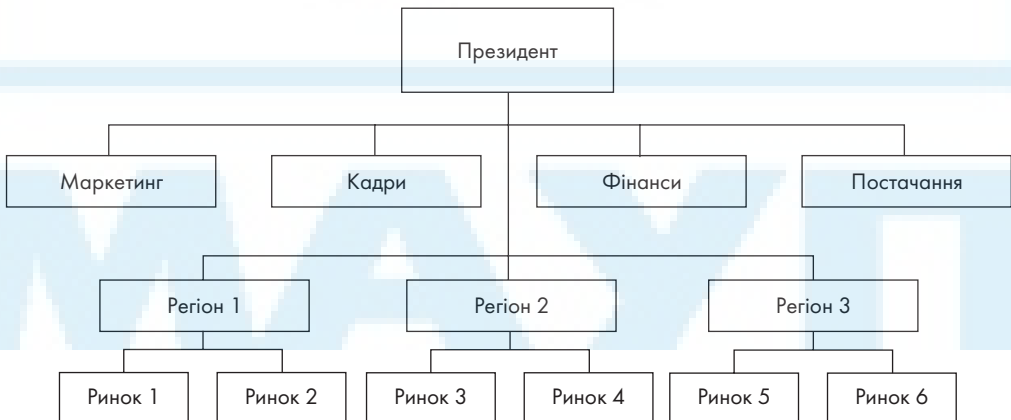 Президент
Маркетинг Кадри Фінанси Постачання
Регіон 1 Регіон 2 Регіон 3
Ринок 1 Ринок 2 Ринок 3 Ринок 4 Ринок 5 Ринок 6
МАУП